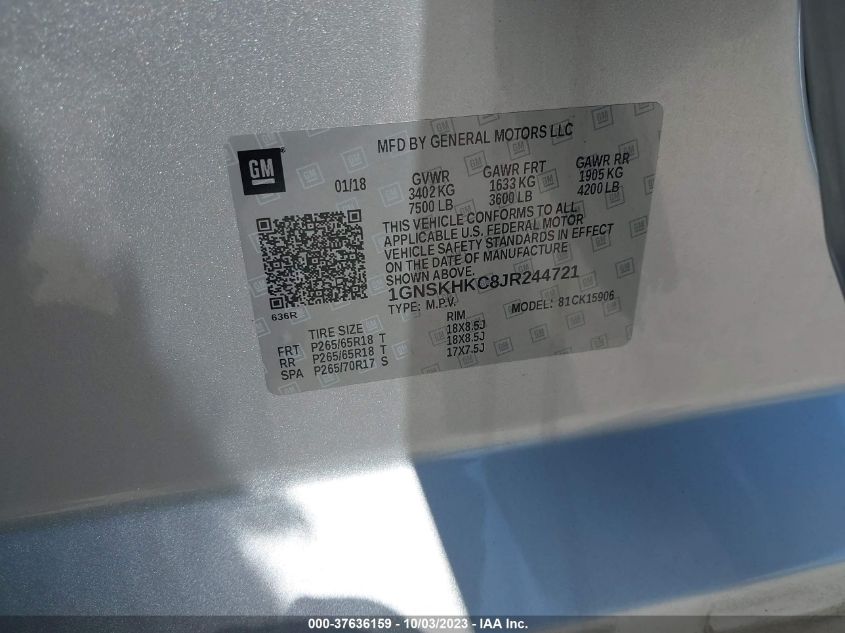 MFD BY GENERAL MOTORS LLC
GM
01/18 GVWR GAWR FRT GAWR RR
3402 KG 1633 KG 1905 KG
7500 LB 3600 LB 4200 LB
THIS VEHICLE CONFORMS TO ALL
APPLICABLE U.S. FEDERAL MOTOR
VEHICLE SAFETY STANDARDS IN EFFECT
ON THE DATE OF MANUFACTURE
SHOWN ABOVE.
1GNSKHKC8JR244721
TYPE: M.P.V. MODEL: 81CK15906
636R
TIRE SIZE RIM
FRT P265/65R18 T 18X8.5J
RR P265/65R18 T 18X8.5J
SPA P265/70R17 S 17X7.5J
000-37636159 - 10/03/2023 - IAA Inc.